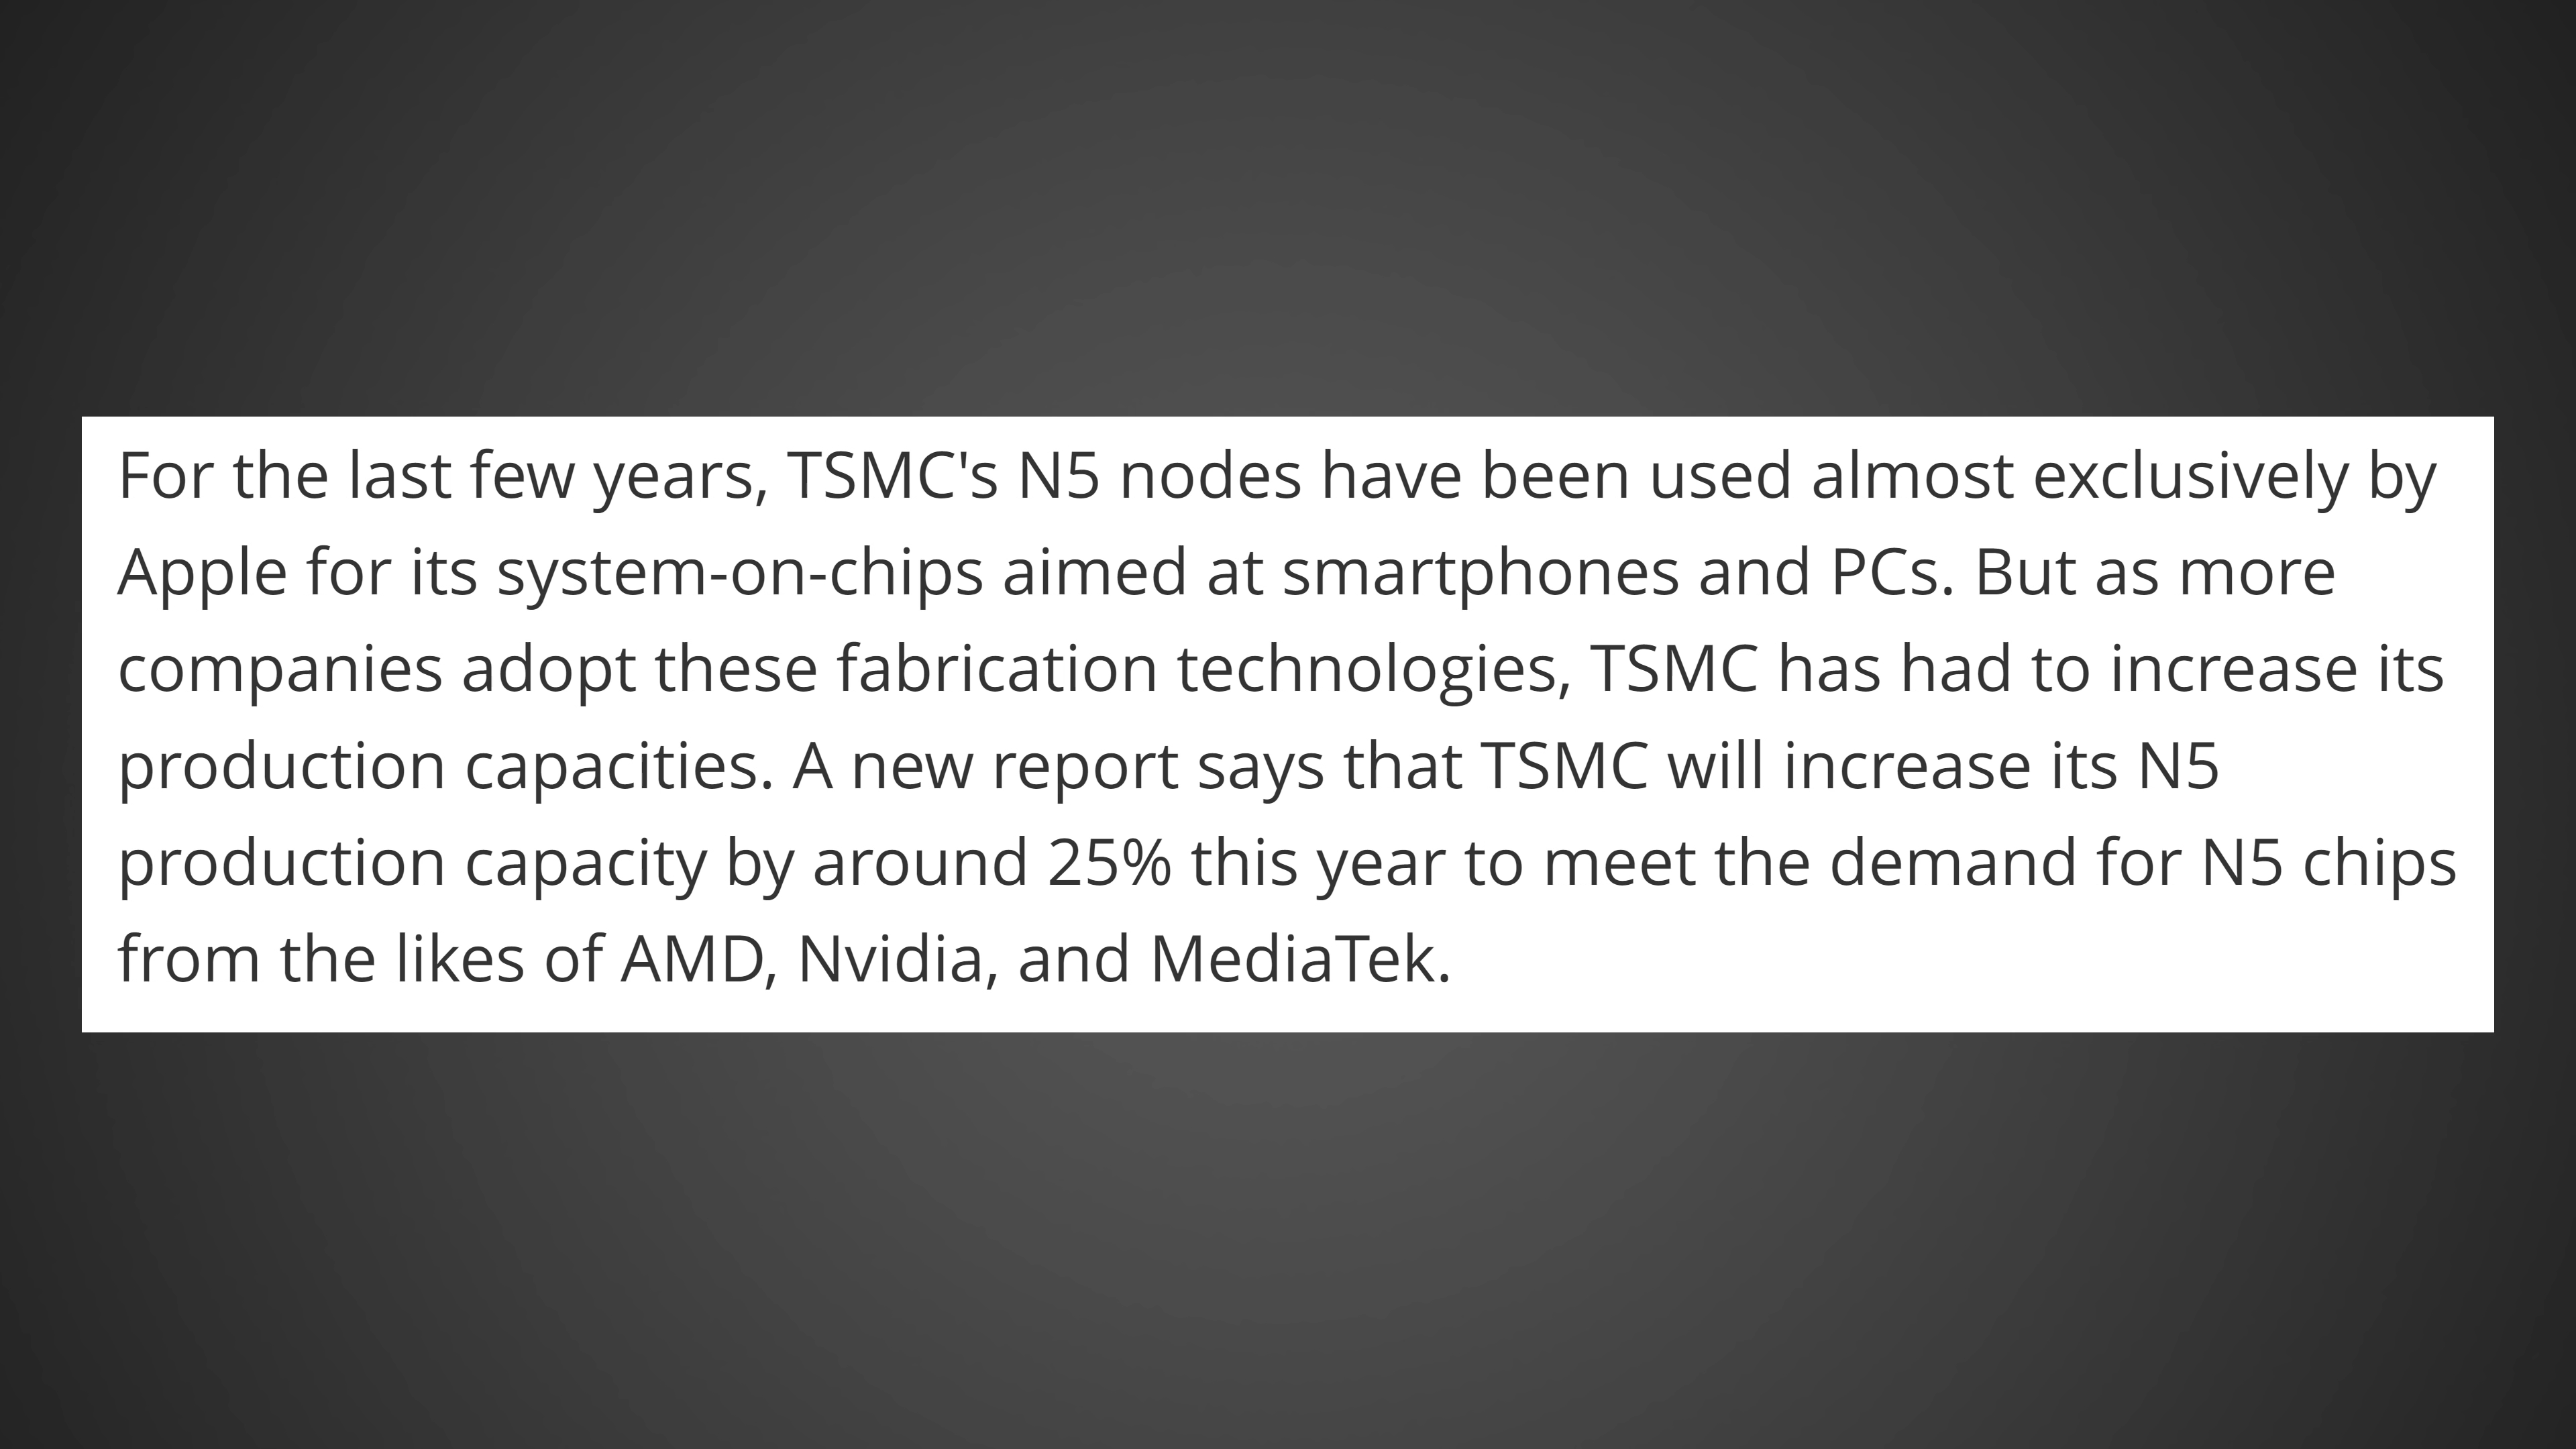 For the last few years, TSMC's N5 nodes have been used almost exclusively by
Apple for its system-on-chips aimed at smartphones and PCs. But as more
companies adopt these fabrication technologies, TSMC has had to increase its
production capacities. A new report says that TSMC will increase its N5
production capacity by around 25% this year to meet the demand for N5 chips
from the likes of AMD, Nvidia, and MediaTek.